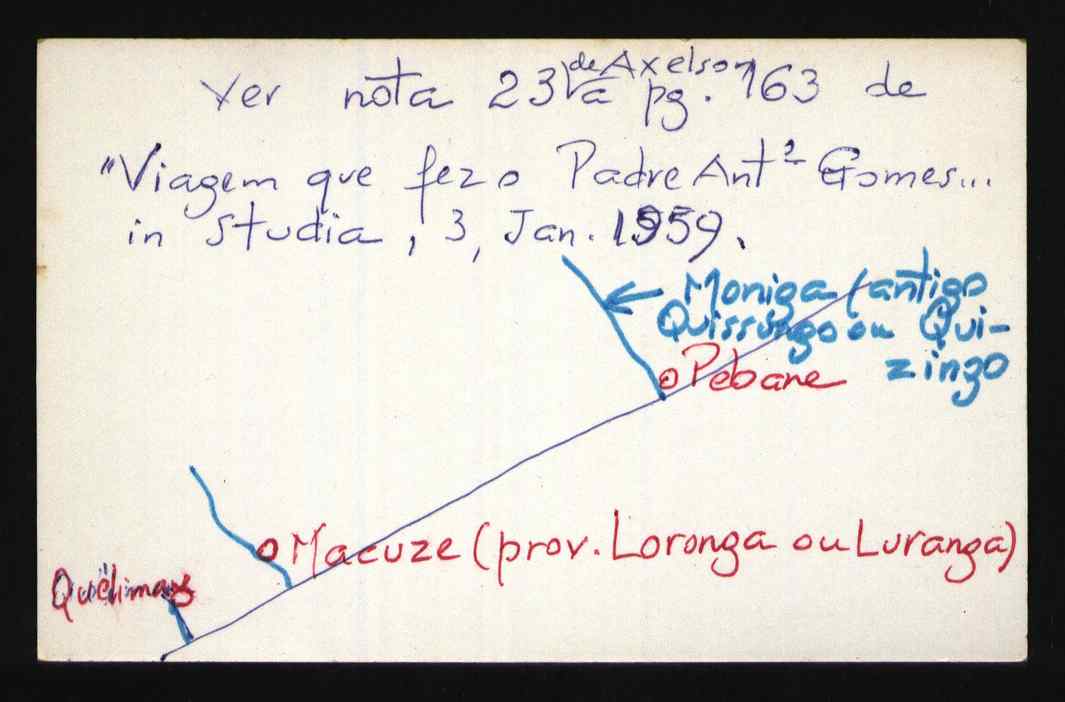 Ver nota 23 de Axelson à pg. 163 de
"Viagem que fez o Padre Antº Gomes...
in Studia, 3, Jan. 1959.
Moniga (antigo
Quissungo ou Qui-
zingo
Pebane
Macuze (prov. Loronga ou Luranga)
Quëlimane